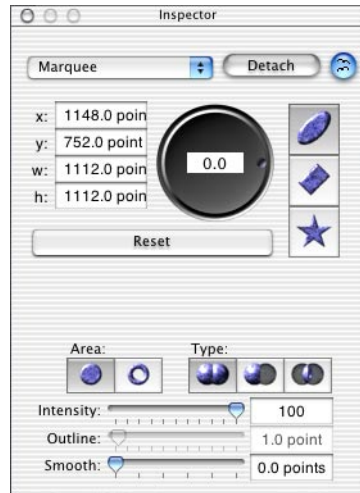 Inspector
Marquee
Detach
x: 1148.0 poin
y: 752.0 point
w: 1112.0 poin
h: 1112.0 poin
0.0
Reset
Area: Type:
Intensity: 100
Outline: 1.0 point
Smooth: 0.0 points